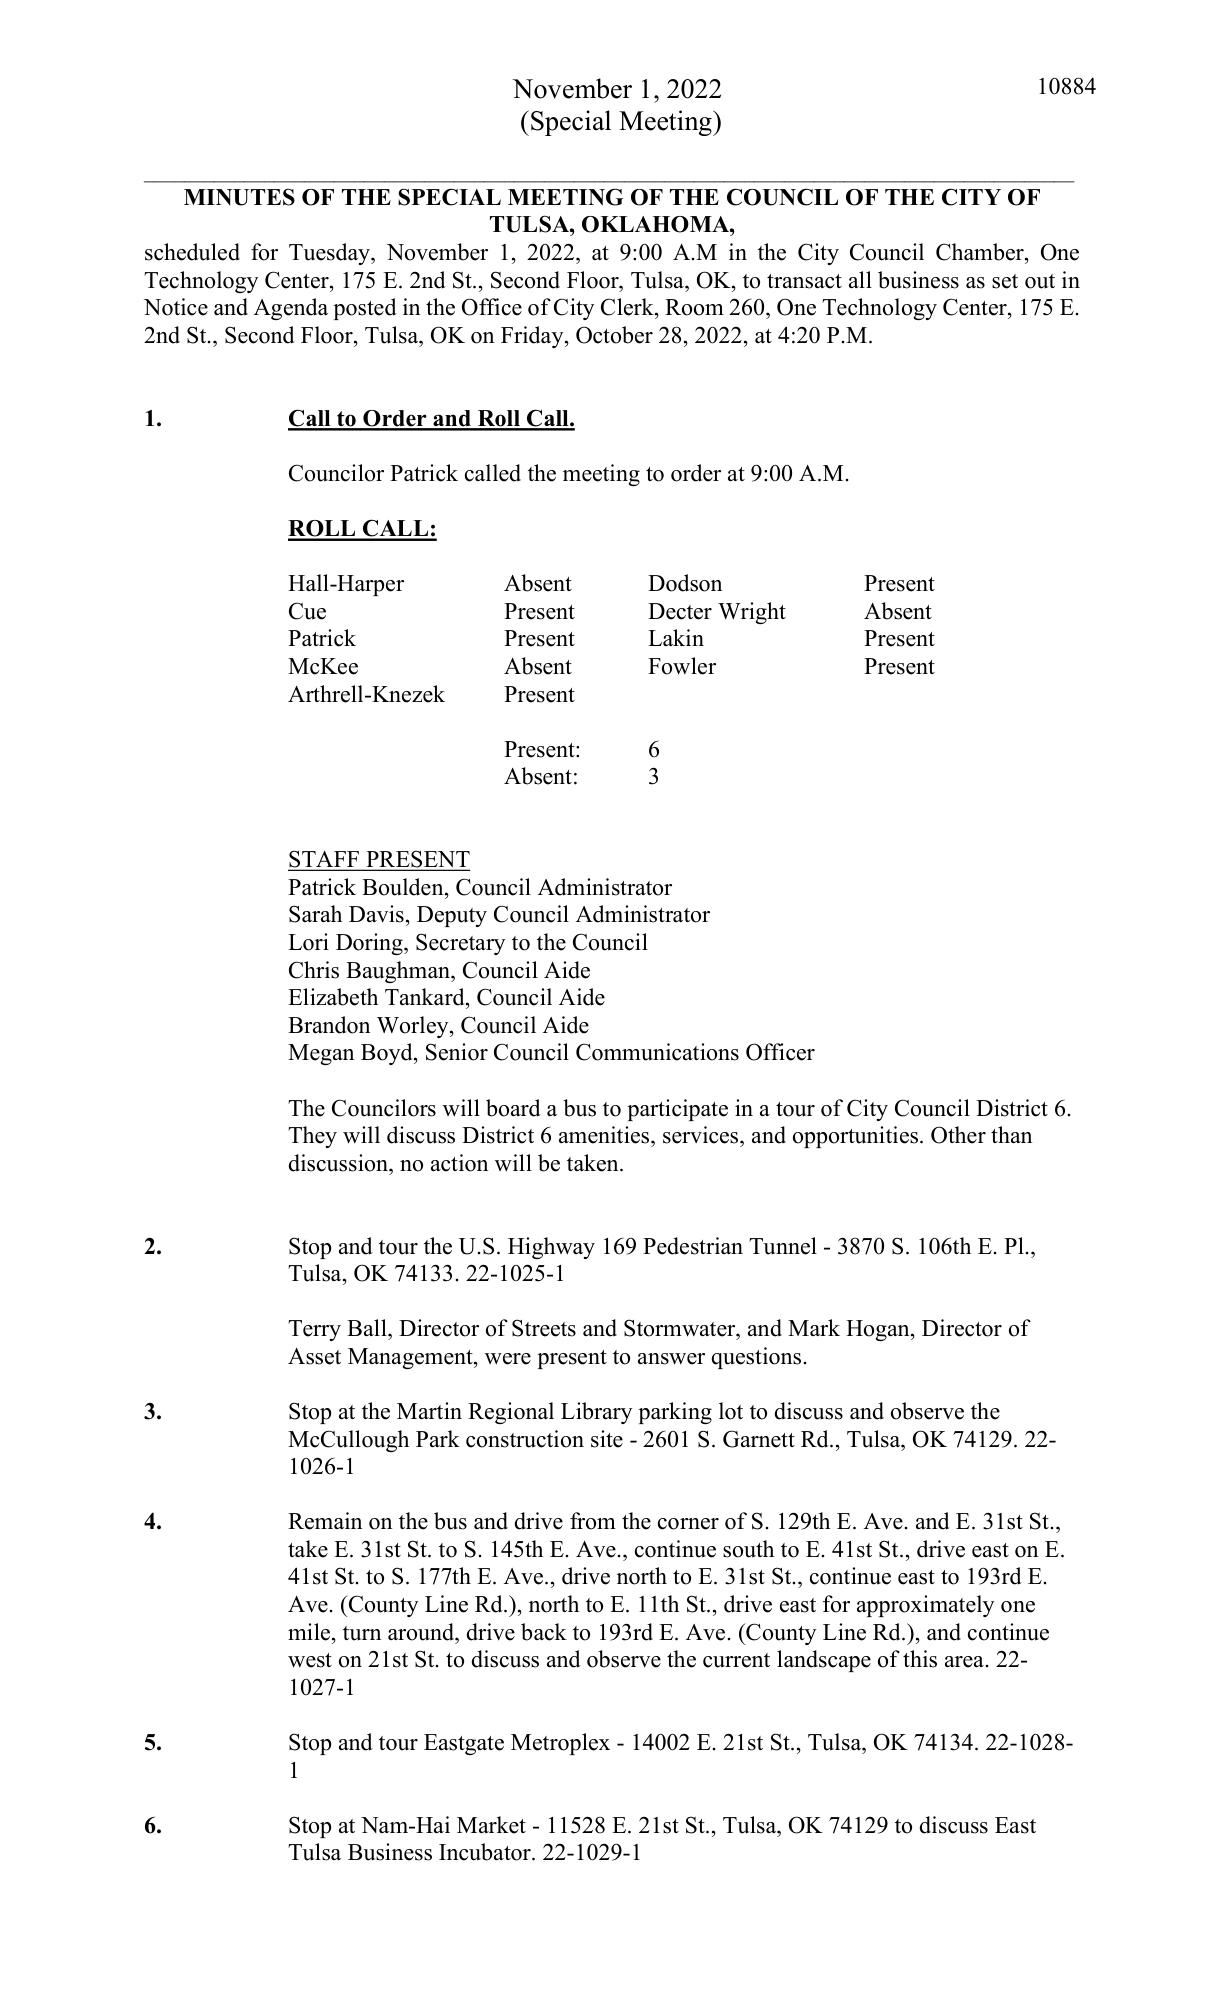 November 1, 2022
10884
(Special Meeting)
MINUTES OF THE SPECIAL MEETING OF THE COUNCIL OF THE CITY OF
TULSA, OKLAHOMA,
scheduled for Tuesday, November 1, 2022, at 9:00 A.M in the City Council Chamber, One
Technology Center, 175 E. 2nd St., Second Floor, Tulsa, OK, to transact all business as set out in
Notice and Agenda posted in the Office of City Clerk, Room 260, One Technology Center, 175 E.
2nd St., Second Floor, Tulsa, OK on Friday, October 28, 2022, at 4:20 P.M.
1. Call to Order and Roll Call.
Councilor Patrick called the meeting to order at 9:00 A.M.
ROLL CALL:
Hall-Harper Absent Dodson Present
Cue Present Decter Wright Absent
Patrick Present Lakin Present
McKee Absent Fowler Present
Arthrell-Knezek Present
Present: 6
Absent: 3
STAFF PRESENT
Patrick Boulden, Council Administrator
Sarah Davis, Deputy Council Administrator
Lori Doring, Secretary to the Council
Chris Baughman, Council Aide
Elizabeth Tankard, Council Aide
Brandon Worley, Council Aide
Megan Boyd, Senior Council Communications Officer
The Councilors will board a bus to participate in a tour of City Council District 6.
They will discuss District 6 amenities, services, and opportunities. Other than
discussion, no action will be taken.
2. Stop and tour the U.S. Highway 169 Pedestrian Tunnel - 3870 S. 106th E. Pl.,
Tulsa, OK 74133. 22-1025-1
Terry Ball, Director of Streets and Stormwater, and Mark Hogan, Director of
Asset Management, were present to answer questions.
3. Stop at the Martin Regional Library parking lot to discuss and observe the
McCullough Park construction site - 2601 S. Garnett Rd., Tulsa, OK 74129. 22-
1026-1
4. Remain on the bus and drive from the corner of S. 129th E. Ave. and E. 31st St.,
take E. 31st St. to S. 145th E. Ave., continue south to E. 41st St., drive east on E.
41st St. to S. 177th E. Ave., drive north to E. 31st St., continue east to 193rd E.
Ave. (County Line Rd.), north to E. 11th St., drive east for approximately one
mile, turn around, drive back to 193rd E. Ave. (County Line Rd.), and continue
west on 21st St. to discuss and observe the current landscape of this area. 22-
1027-1
5. Stop and tour Eastgate Metroplex - 14002 E. 21st St., Tulsa, OK 74134. 22-1028-
1
6. Stop at Nam-Hai Market - 11528 E. 21st St., Tulsa, OK 74129 to discuss East
Tulsa Business Incubator. 22-1029-1